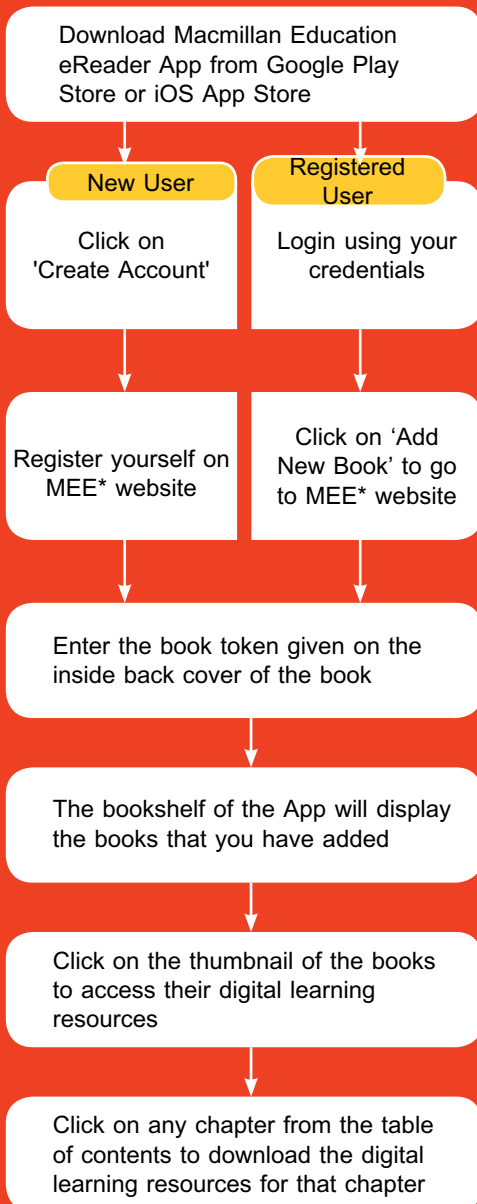 Download Macmillan Education
eReader App from Google Play
Store or iOS App Store
New User
Click on
'Create Account'
Registered
User
Login using your
credentials
Register yourself on
MEE* website
Click on ‘Add
New Book’ to go
to MEE* website
Enter the book token given on the
inside back cover of the book
The bookshelf of the App will display
the books that you have added
Click on the thumbnail of the books
to access their digital learning
resources
Click on any chapter from the table
of contents to download the digital
learning resources for that chapter